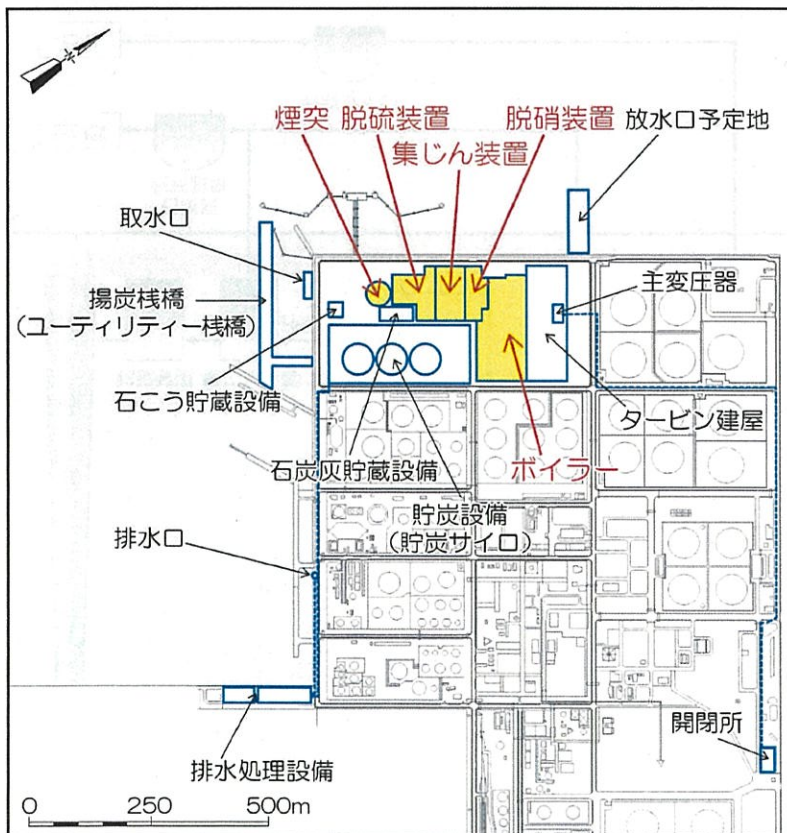 煙突 脱硫装置
脱硝装置
放水口予定地
集じん装置
取水口
主変圧器
揚炭桟橋
(ユーティリティー桟橋)
石こう貯蔵設備
タービン建屋
石炭灰貯蔵設備
ボイラー
貯炭設備
(貯炭サイロ)
排水口
開閉所
排水処理設備
0 250 500m